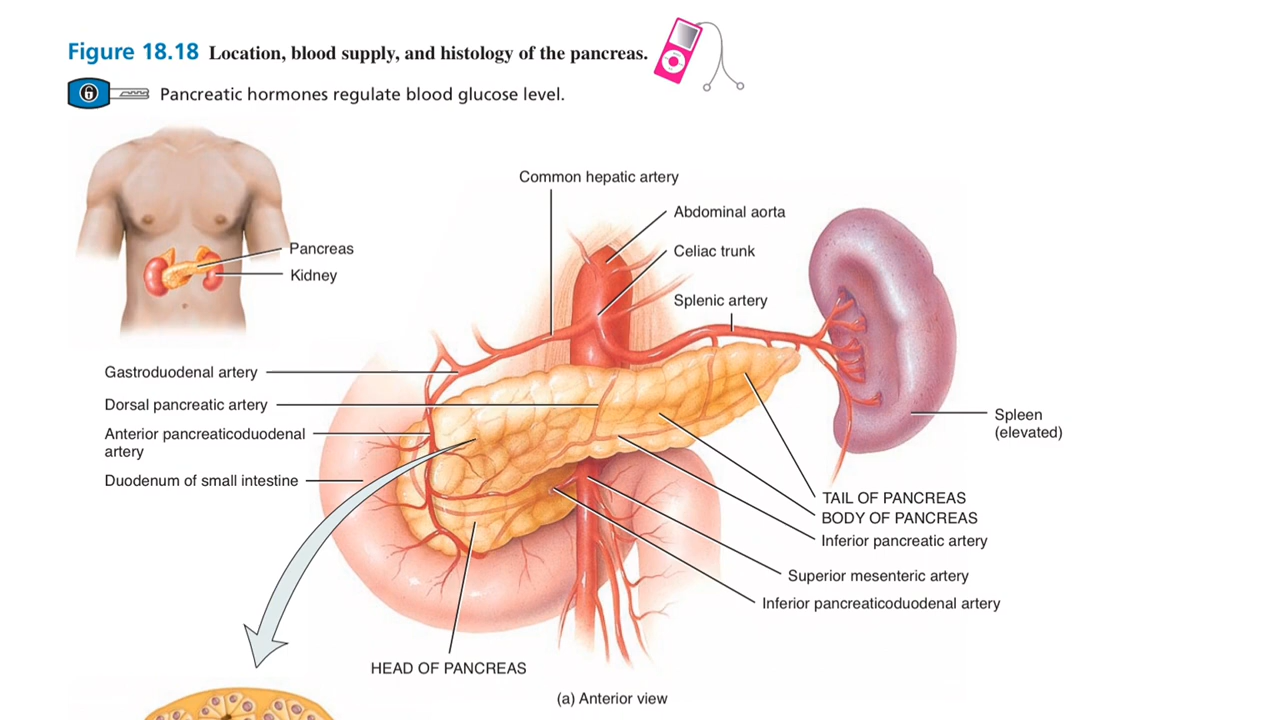 Figure 18.18 Location, blood supply, and histology of the pancreas.
Pancreatic hormones regulate blood glucose level.
Pancreas
Kidney
Common hepatic artery
Abdominal aorta
Celiac trunk
Splenic artery
Gastroduodenal artery
Dorsal pancreatic artery
Anterior pancreaticoduodenal
artery
Duodenum of small intestine
Spleen
(elevated)
TAIL OF PANCREAS
BODY OF PANCREAS
Inferior pancreatic artery
Superior mesenteric artery
Inferior pancreaticoduodenal artery
HEAD OF PANCREAS
(a) Anterior view